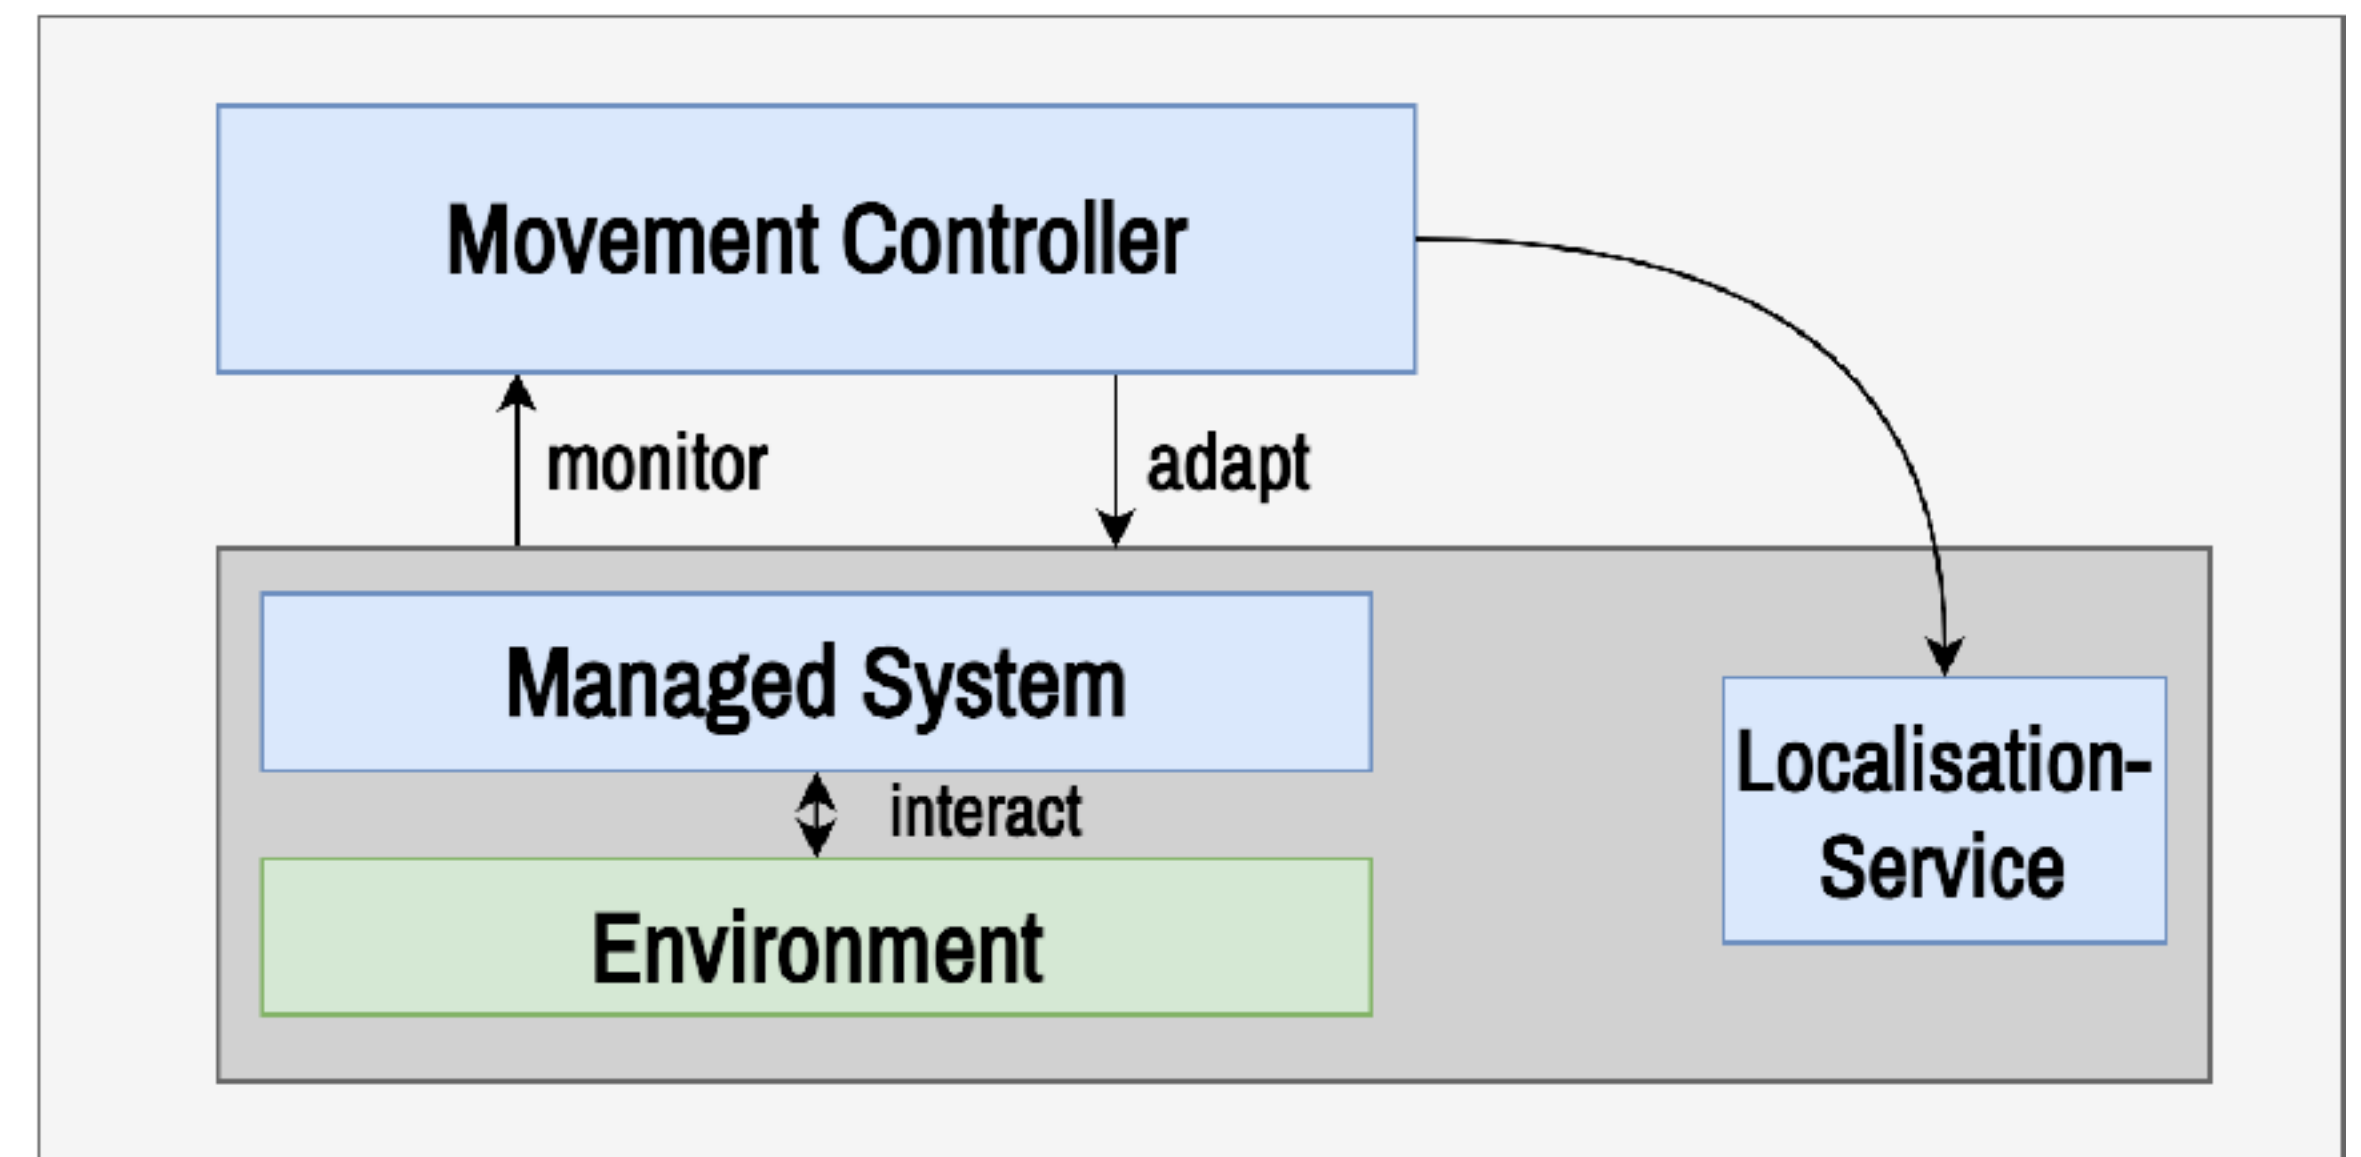 Movement Controller
monitor
adapt
Managed System
interact
Environment
Localisation-
Service